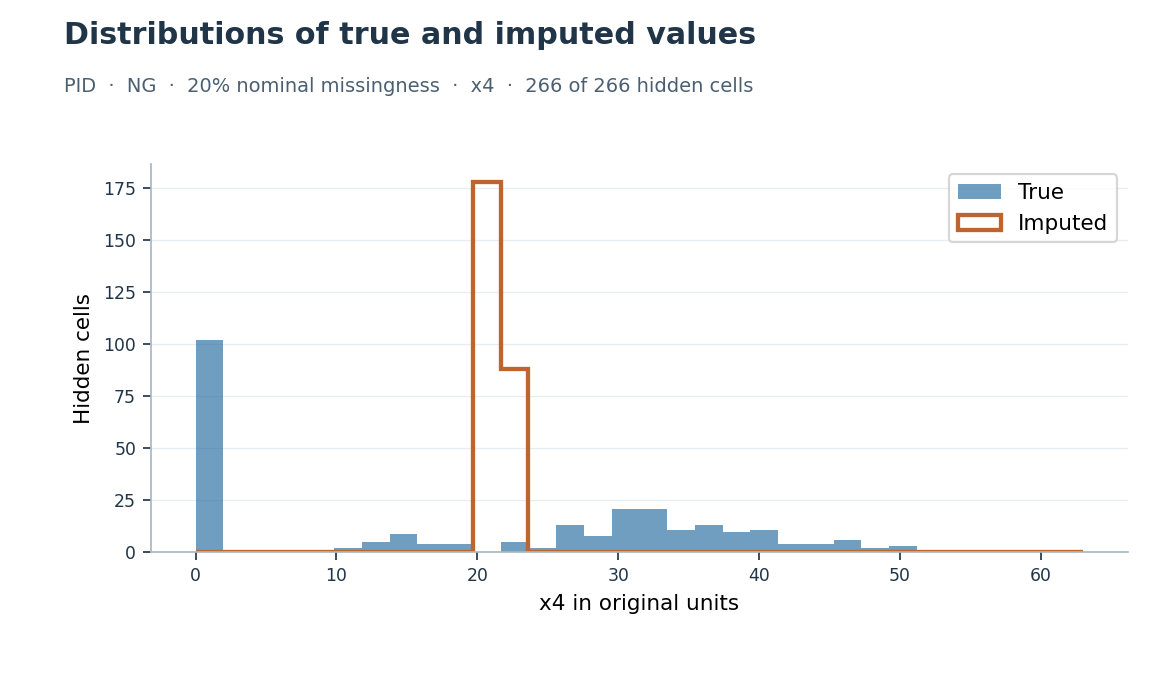 Distributions of true and imputed values
PID · NG · 20% nominal missingness · x4 · 266 of 266 hidden cells
True
Imputed
Hidden cells
175
150
125
100
75
50
25
0
0 10 20 30 40 50 60
x4 in original units